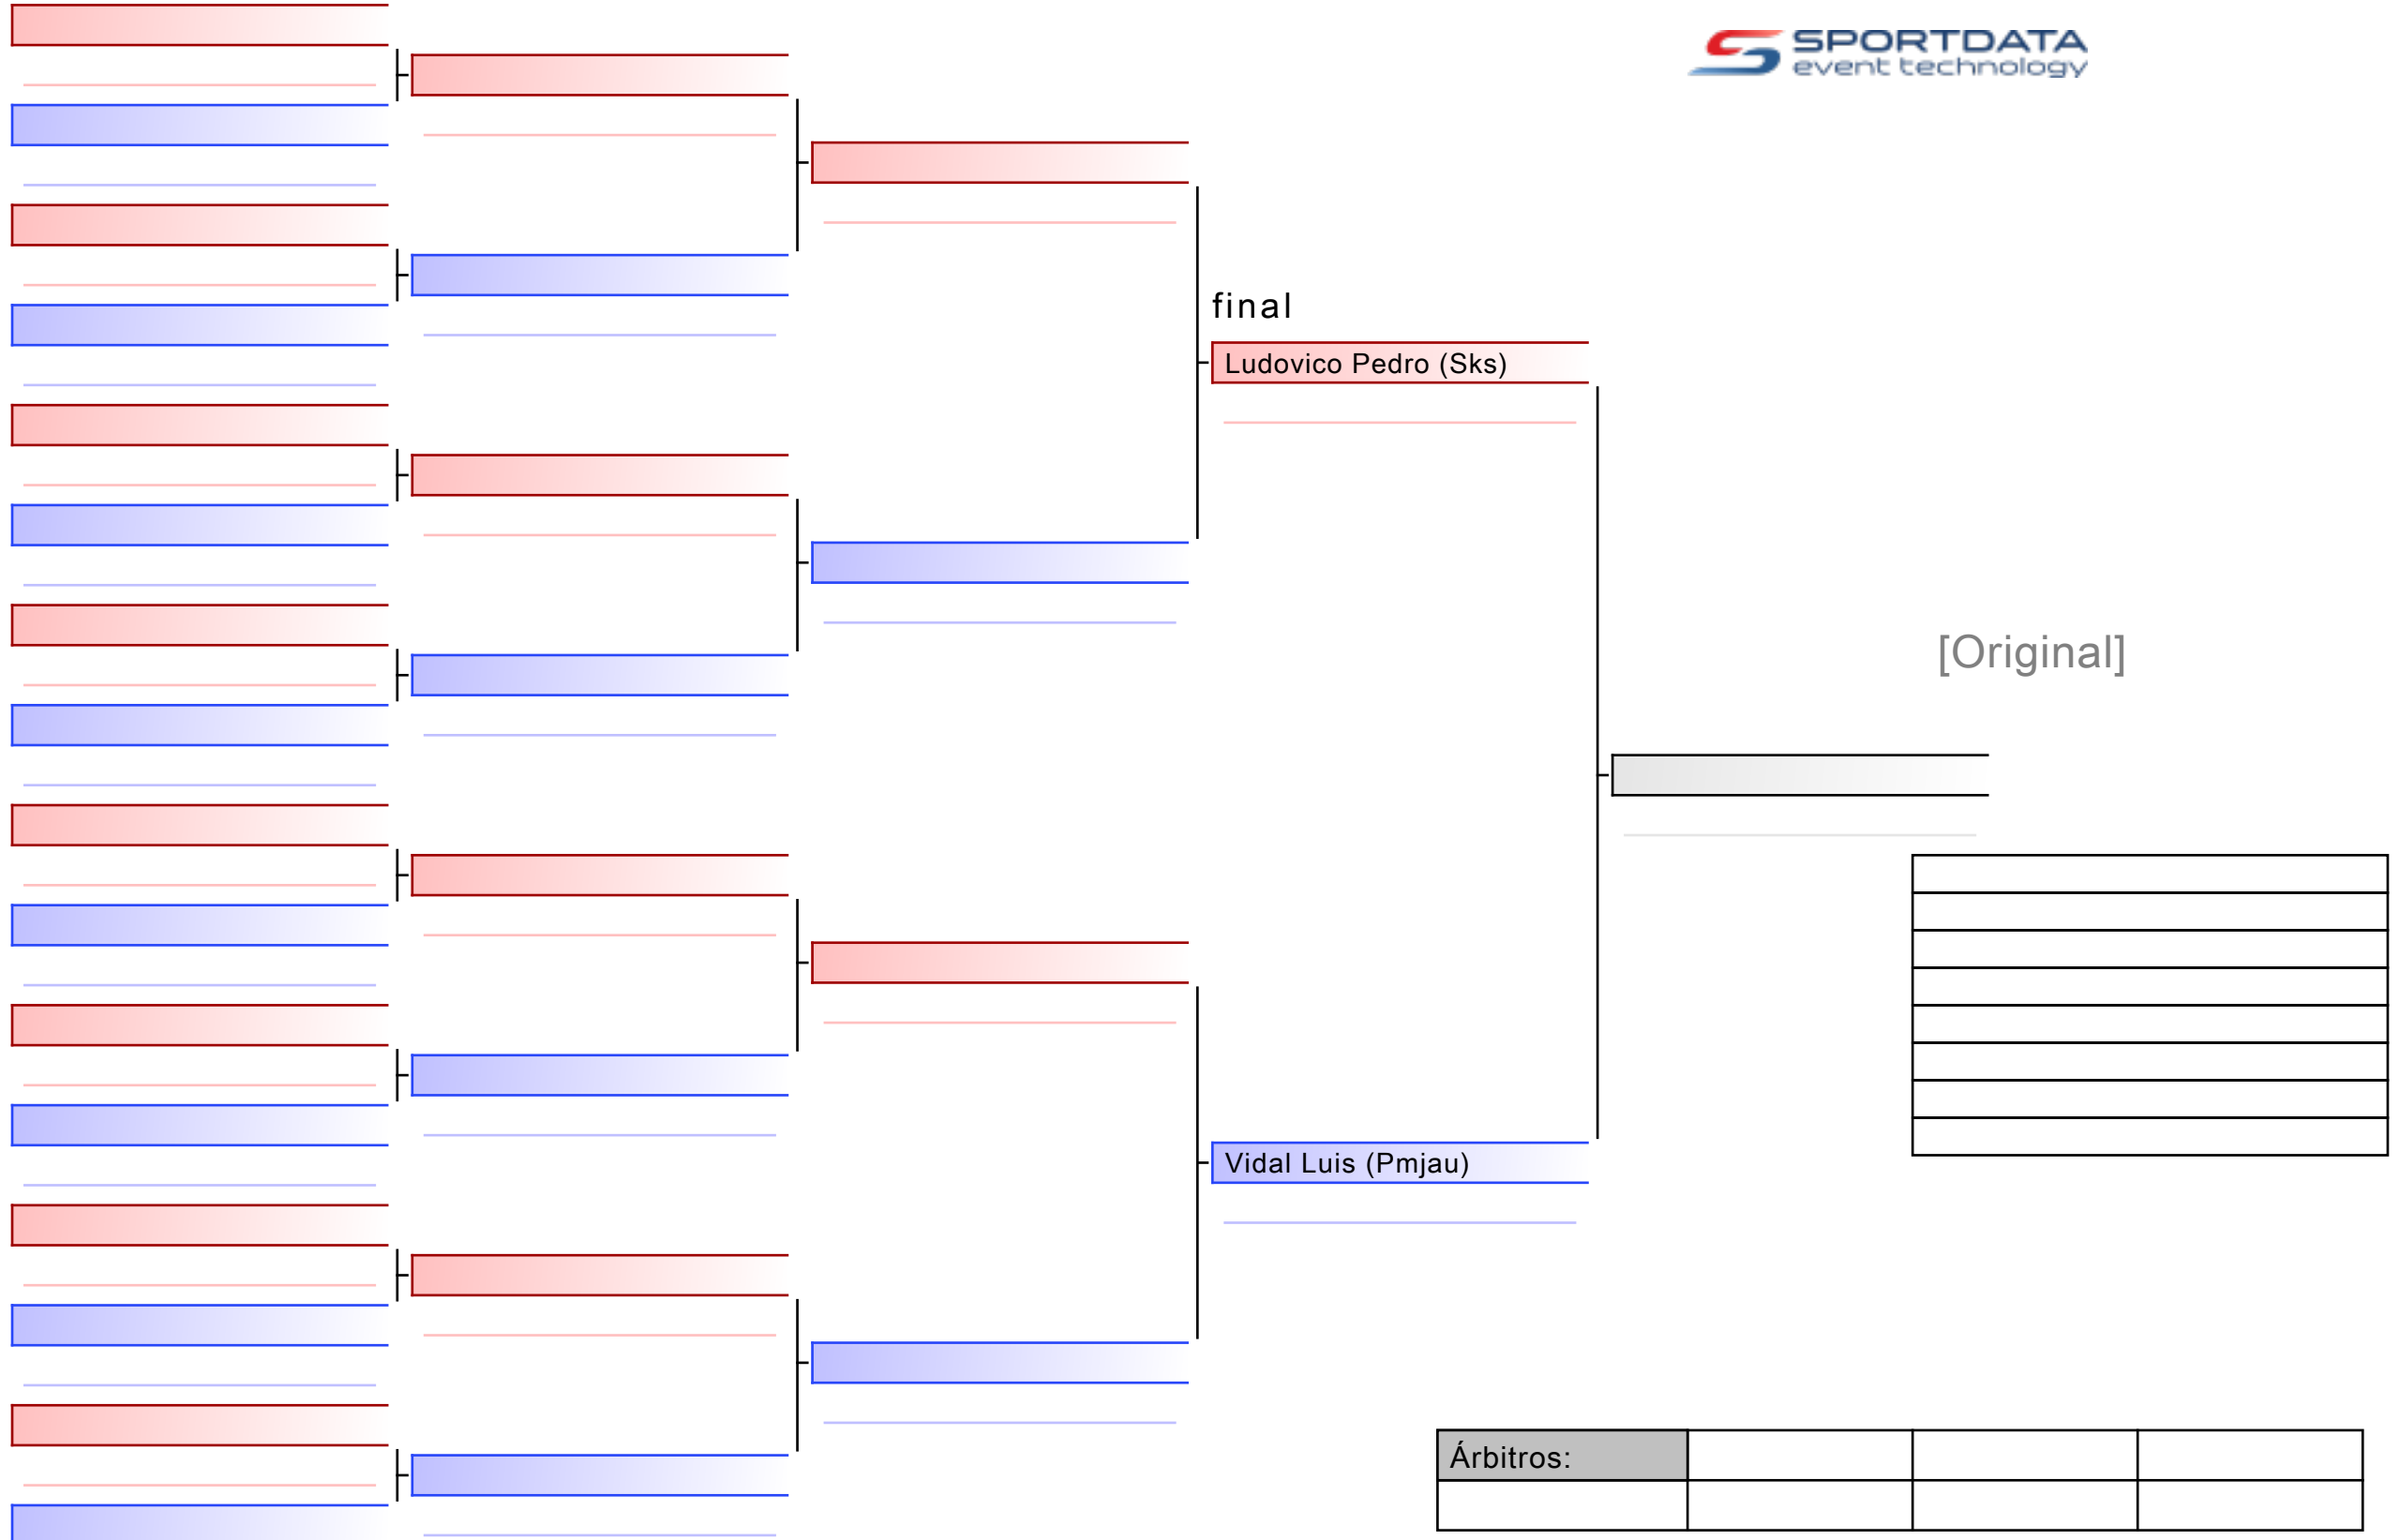 SPORTDATA
event technology
final
Ludovico Pedro (Sks)
[Original]
Vidal Luis (Pmjau)
Árbitros: